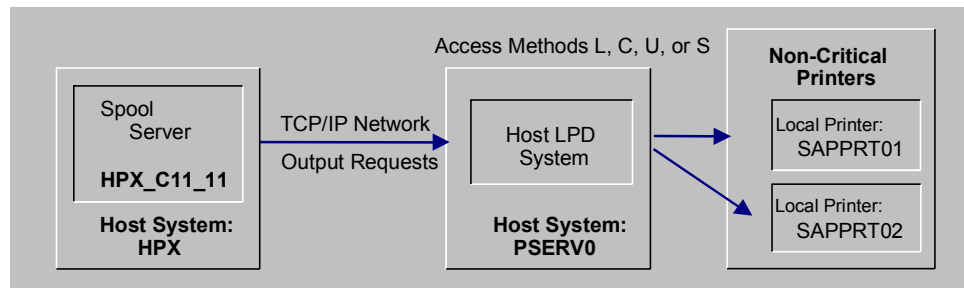 Access Methods L, C, U, or S
Spool
Server
HPX_C11_11
Host System:
HPX
TCP/IP Network
Output Requests
Host LPD
System
Host System:
PSERV0
Non-Critical
Printers
Local Printer:
SAPPRT01
Local Printer:
SAPPRT02